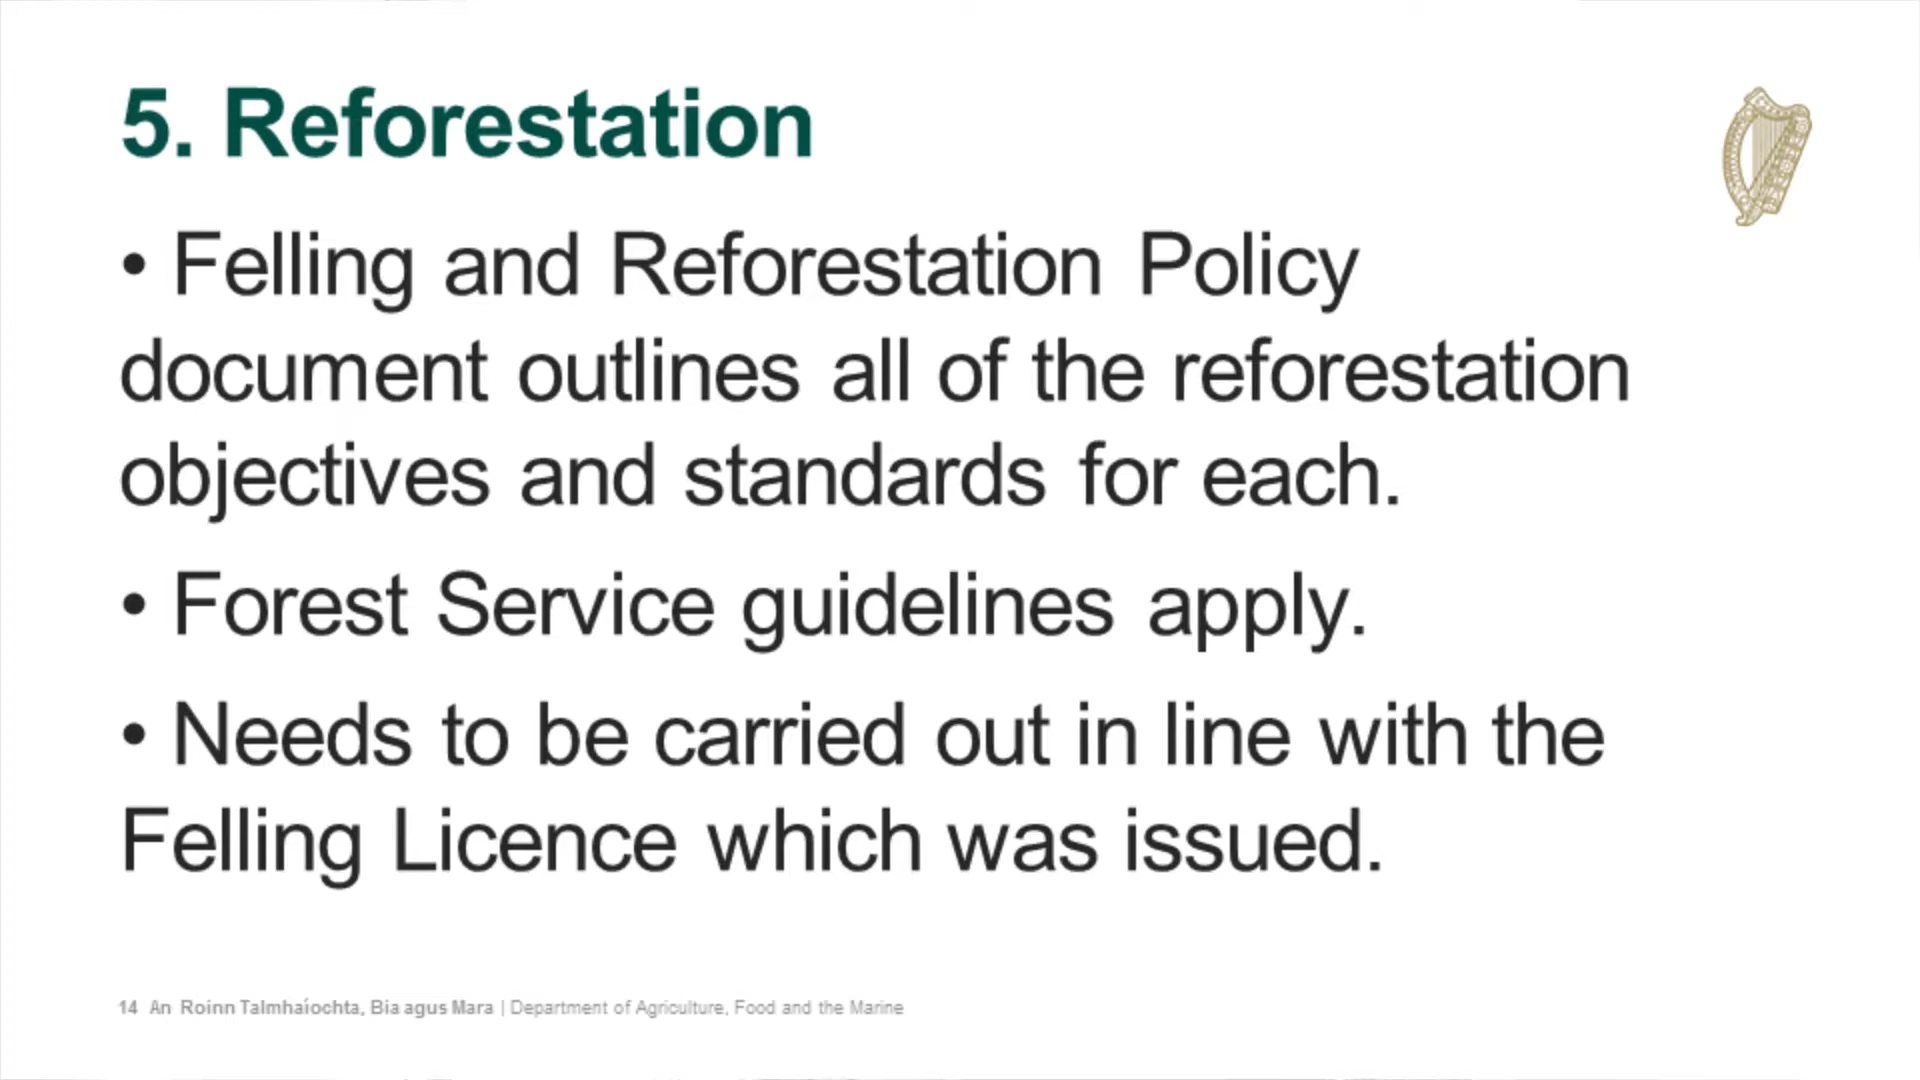 5. Reforestation
• Felling and Reforestation Policy
document outlines all of the reforestation
objectives and standards for each.
• Forest Service guidelines apply.
• Needs to be carried out in line with the
Felling Licence which was issued.
14 An Roinn Talmhaíochta, Bia agus Mara | Department of Agriculture, Food and the Marine